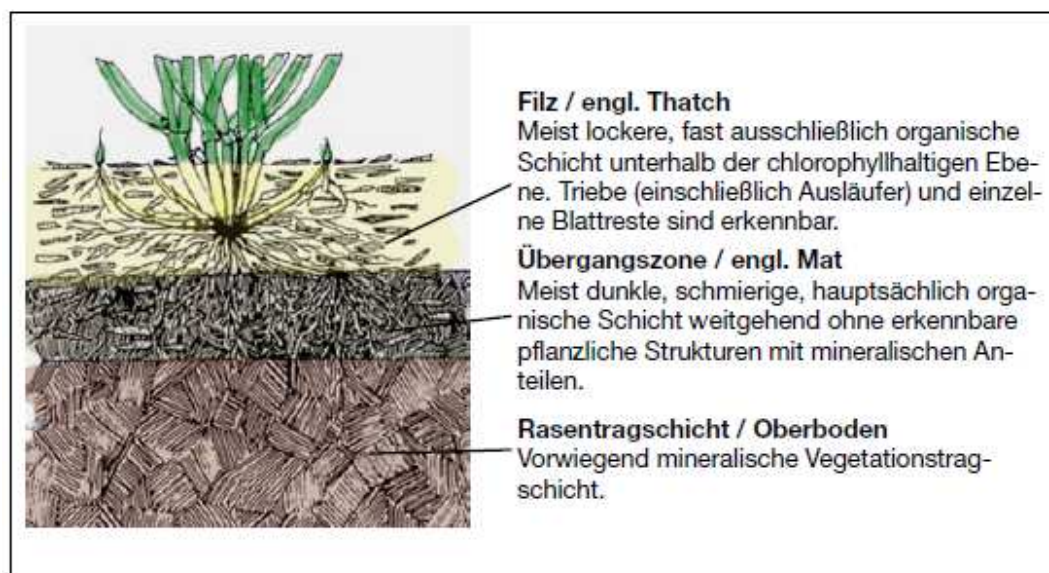 Filz / engl. Thatch
Meist lockere, fast ausschließlich organische
Schicht unterhalb der chlorophyllhaltigen Ebe-
ne. Triebe (einschließlich Ausläufer) und einzel-
ne Blattreste sind erkennbar.
Übergangszone / engl. Mat
Meist dunkle, schmierige, hauptsächlich orga-
nische Schicht weitgehend ohne erkennbare
pflanzliche Strukturen mit mineralischen An-
teilen.
Rasentragschicht / Oberboden
Vorwiegend mineralische Vegetationstrag-
schicht.